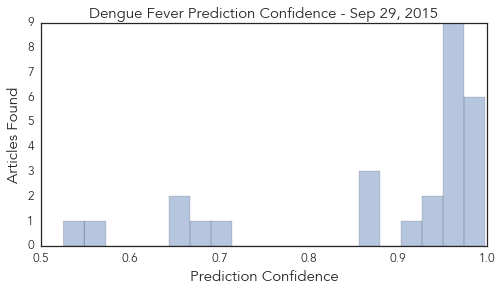 Dengue Fever Prediction Confidence - Sep 29, 2015
9
8
7
6
5
4
3
2
1
0
Articles Found
0.5 0.6 0.7 0.8 0.9 1.0
Prediction Confidence